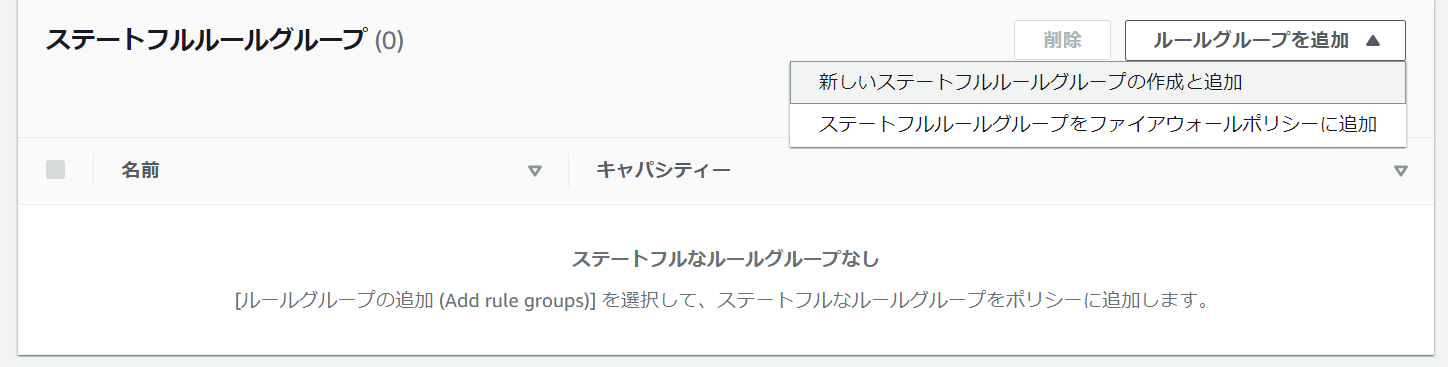 ステートフルルールグループ (0)
削除
ルールグループを追加
新しいステートフルルールグループの作成と追加
ステートフルルールグループをファイアウォールポリシーに追加
名前
キャパシティー
ステートフルなルールグループなし
[ルールグループの追加 (Add rule groups)] を選択して、ステートフルなルールグループをポリシーに追加します。